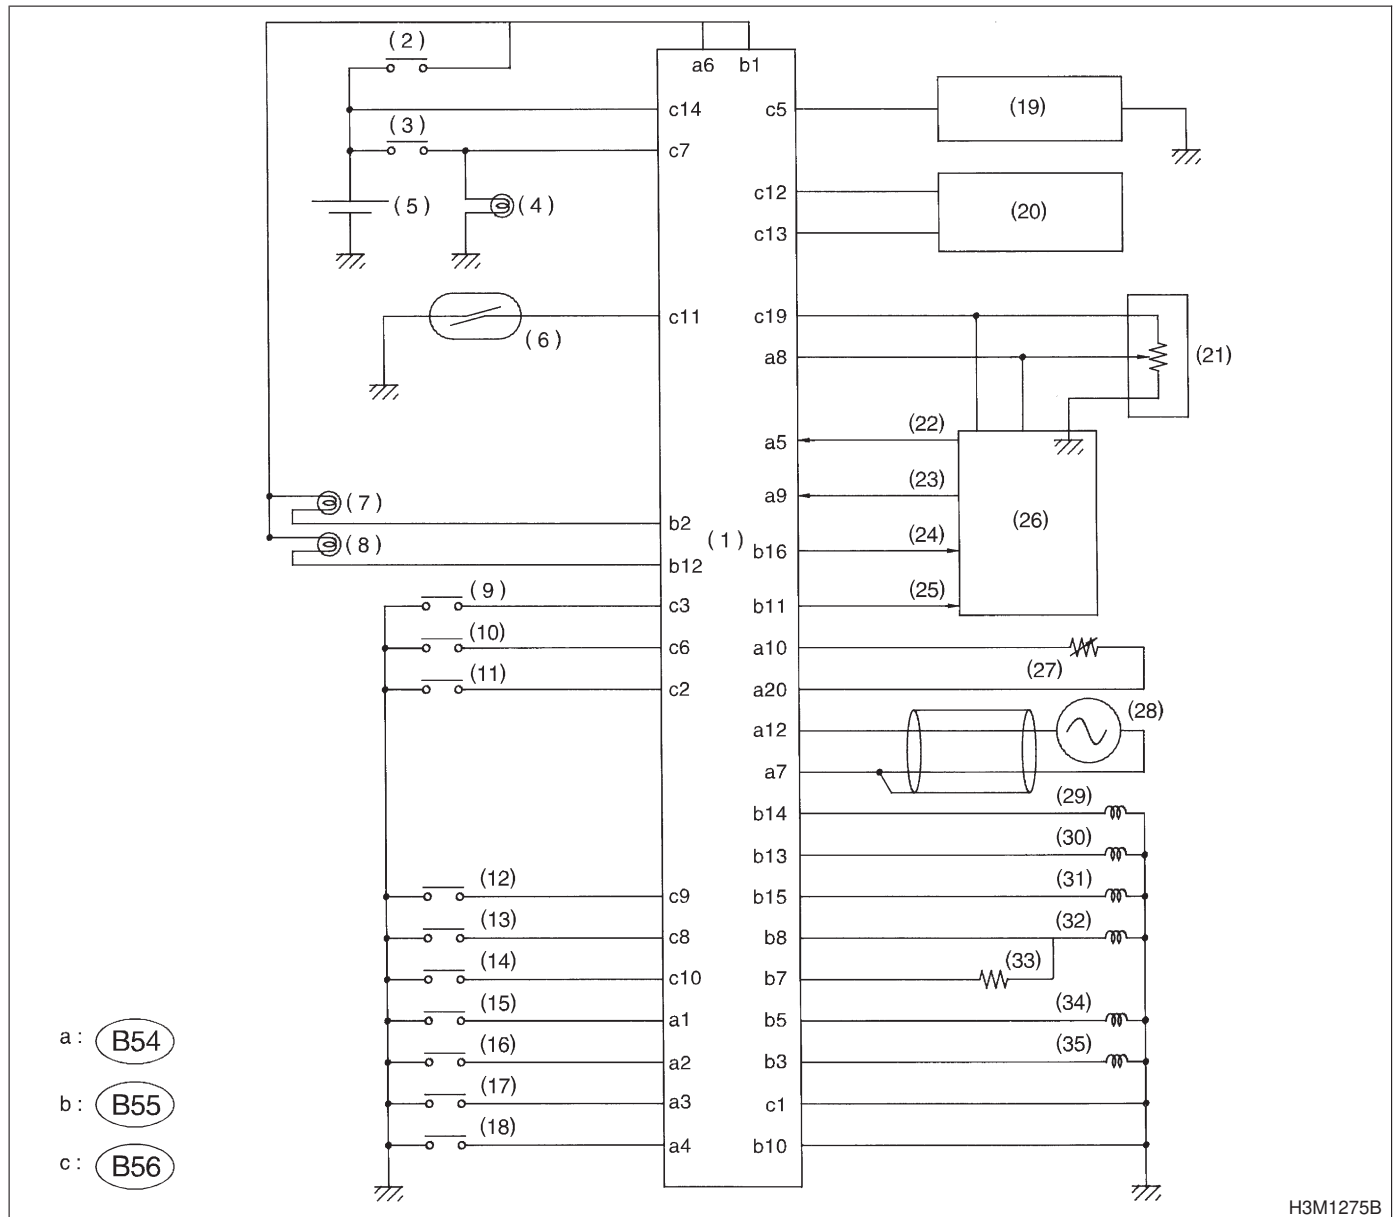 (2)
a6 b1
c14 c5 (19)
(3)
c7
c12
(5) (4) (20)
c13
c11 c19
(6)
a8 (21)
(22)
a5
(23)
(7) a9
b2 (26)
(8) (1) (24)
b16
b12
(9) (25)
c3 b11
(10)
c6 a10
(11) (27)
c2 a20
a12 (28)
a7
(29)
b14
(30)
b13
(12) (31)
c9 b15
(13) (32)
c8 b8
(14) (33)
c10 b7
(15) (34)
a1 b5
a : B54
(16) (35)
a2 b3
(17)
b : B55 a3 c1
(18)
a4 b10
c : B56
H3M1275B